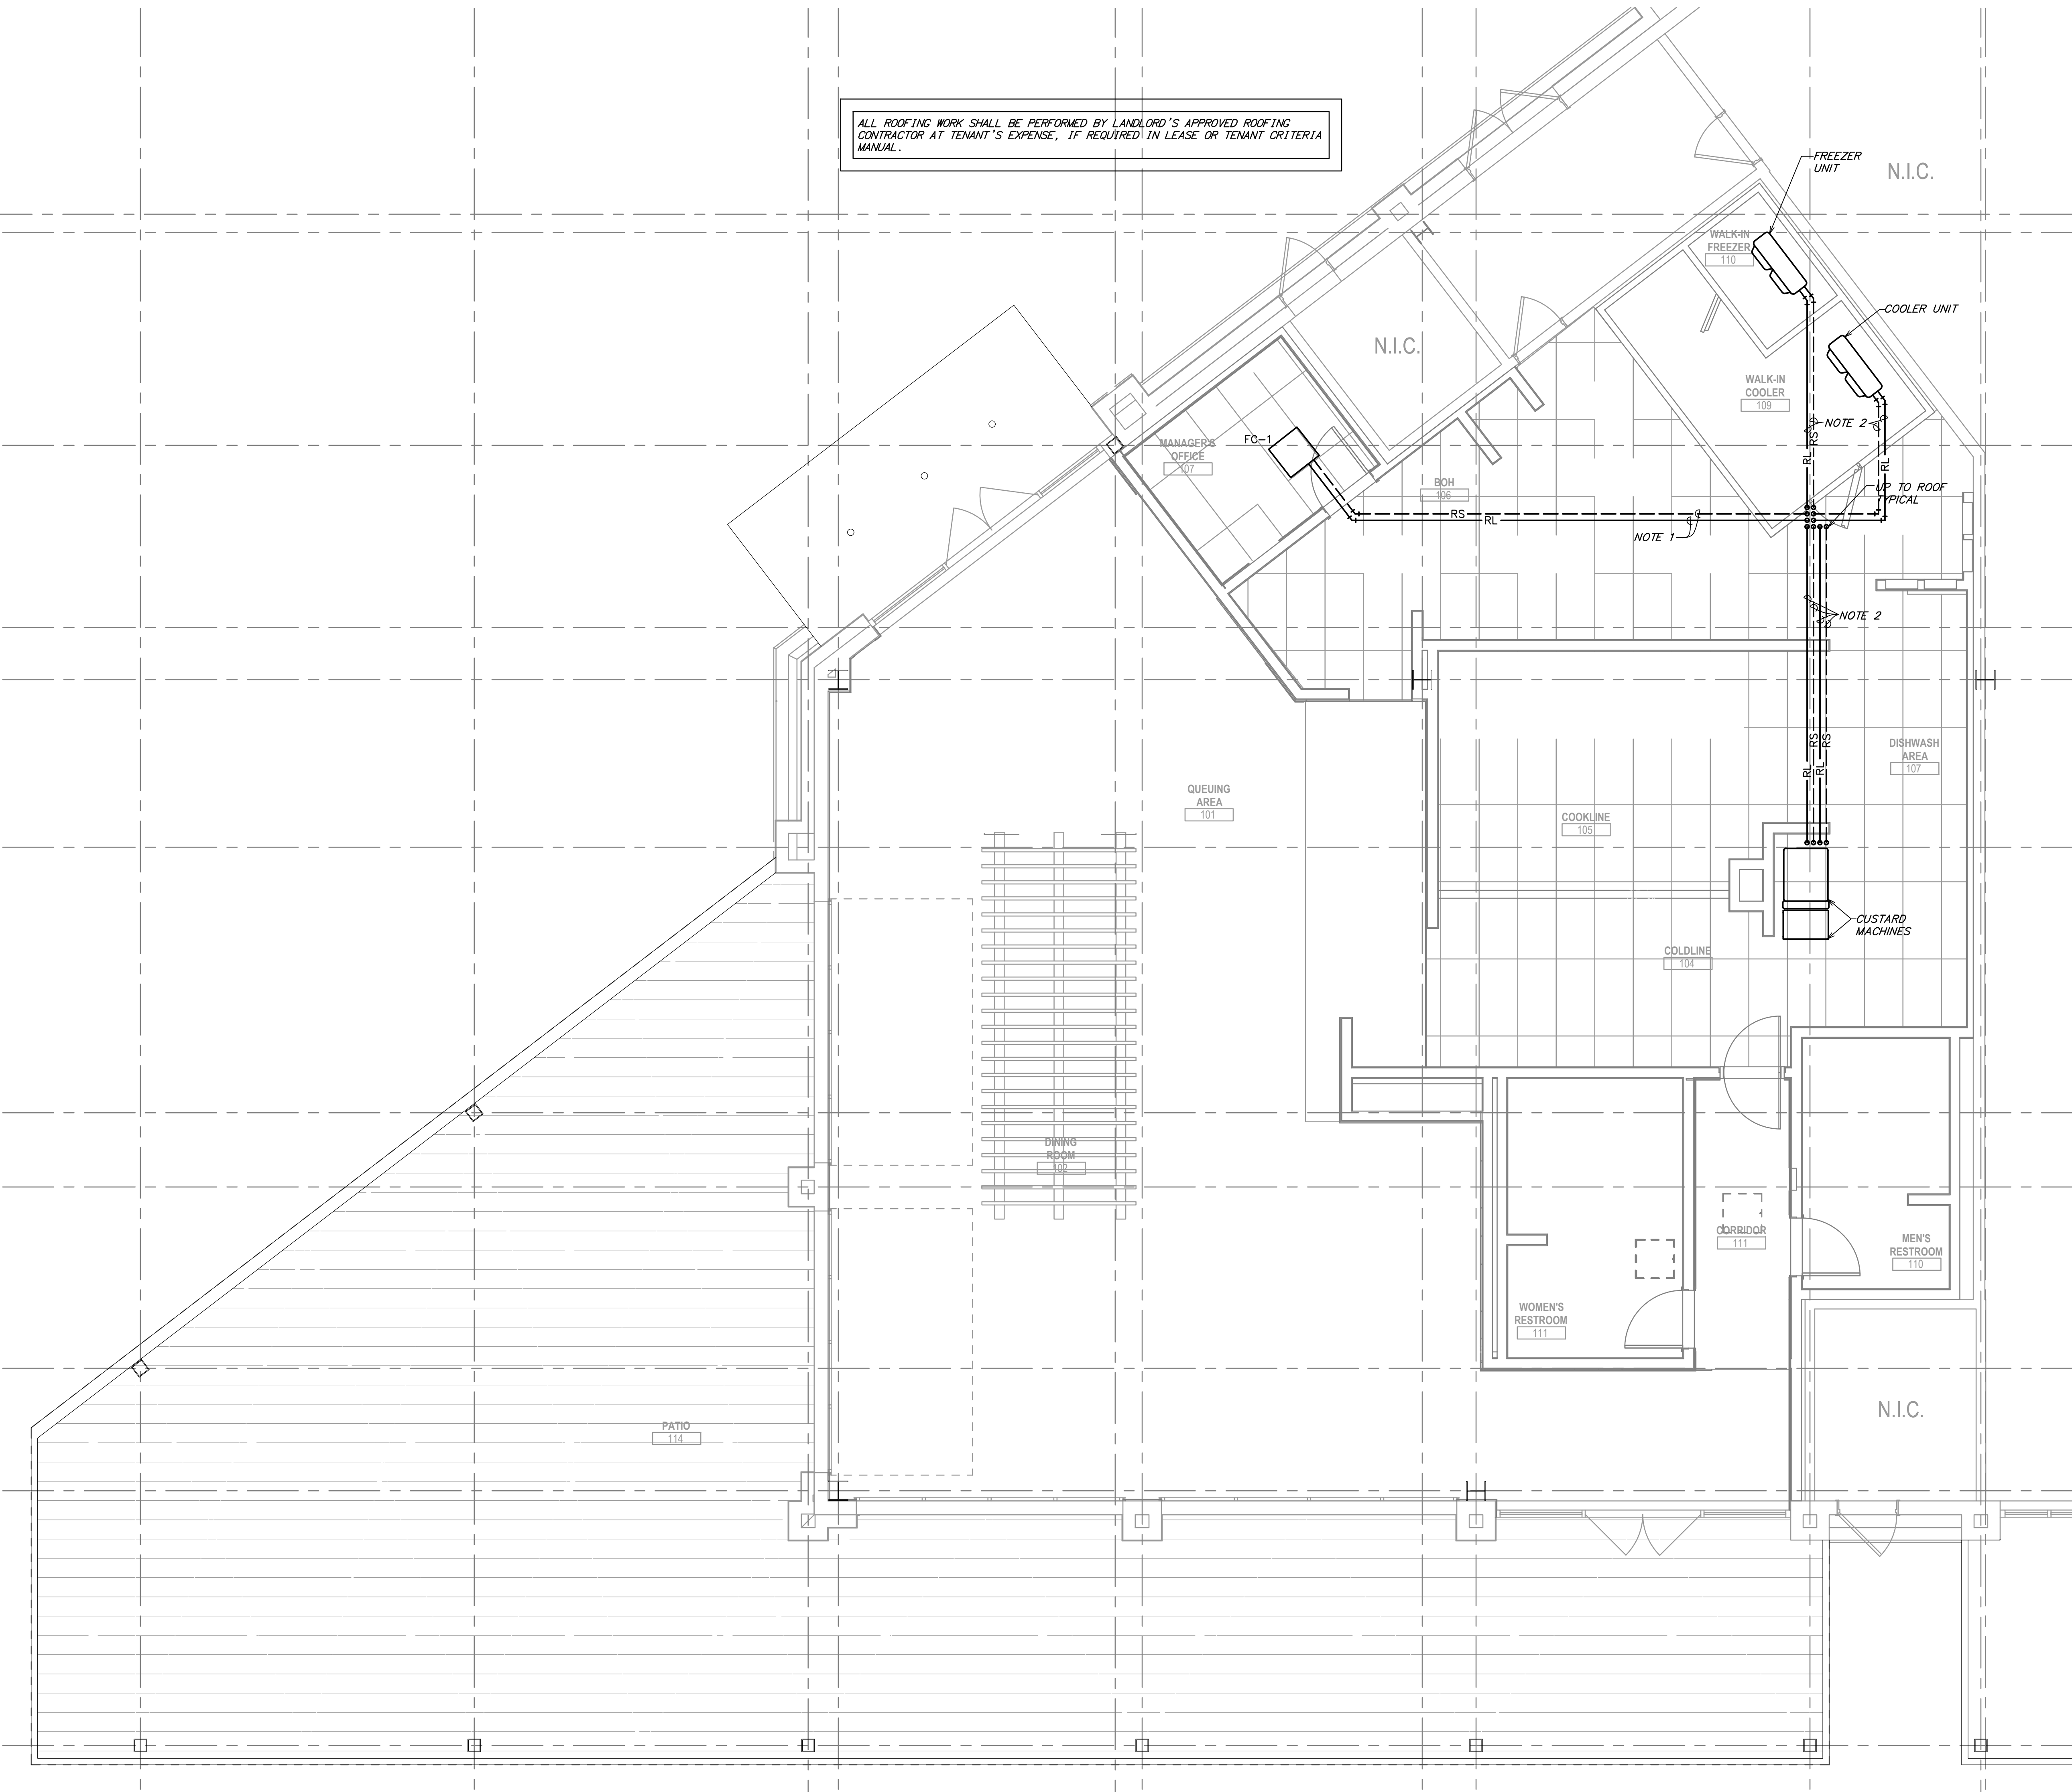 ALL ROOFING WORK SHALL BE PERFORMED BY LANDLORD'S APPROVED ROOFING
CONTRACTOR AT TENANT'S EXPENSE, IF REQUIRED IN LEASE OR TENANT CRITERIA
MANUAL.
FREEZER
UNIT
N.I.C.
WALK-IN
FREEZER
110
COOLER UNIT
N.I.C.
WALK-IN
COOLER
109
NOTE 2
RS
RL
RL
FC-1
MANAGER'S
OFFICE
107
BOH
106
UP TO ROOF
TYPICAL
RS
RL
NOTE 1
NOTE 2
RS
RS
RL
RL
DISHWASH
AREA
107
QUEUING
AREA
101
COOKLINE
105
CUSTARD
MACHINES
COLDLINE
104
DINING
ROOM
102
CORRIDOR
111
MEN'S
RESTROOM
110
WOMEN'S
RESTROOM
111
N.I.C.
PATIO
114